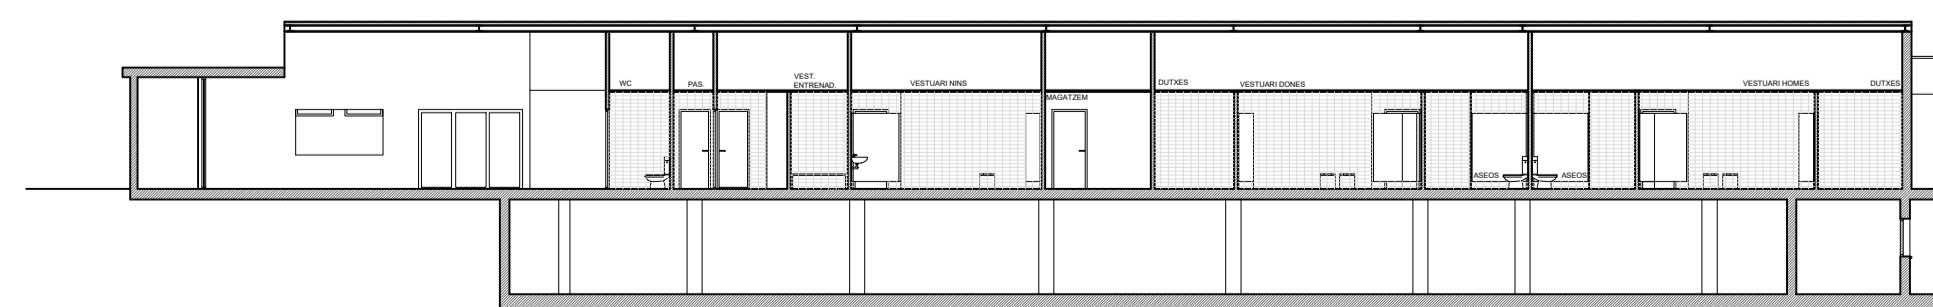 WC
PAS.
VEST.
ENTRENAD.
VESTUARI NINS
MAGATZEM
DUTXES
VESTUARI DONES
ASEOS
ASEOS
VESTUARI HOMES
DUTXES